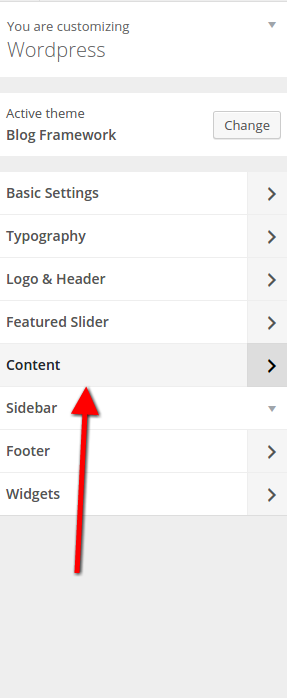 You are customizing
Wordpress
Active theme
Blog Framework
Change
Basic Settings
Typography
Logo & Header
Featured Slider
Content
Sidebar
Footer
Widgets